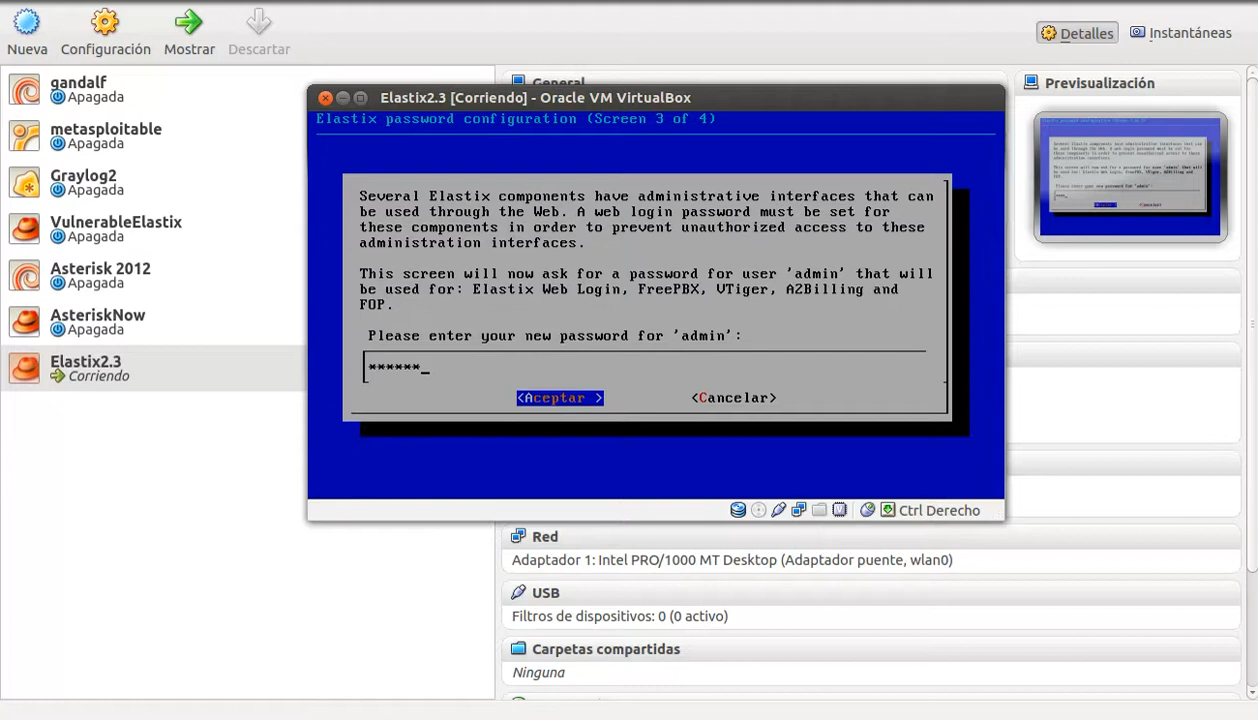 Nueva
Configuración
Mostrar
Descartar
Detalles
Instantáneas
gandalf
Apagada
metasploitable
Apagada
Graylog2
Apagada
VulnerableElastix
Apagada
Asterisk 2012
Apagada
AsteriskNow
Apagada
Elastix2.3
Corriendo
General
Previsualización
Elastix2.3 [Corriendo] - Oracle VM VirtualBox
Elastix password configuration (Screen 3 of 4)
Several Elastix components have administrative interfaces that can
be used through the Web. A web login password must be set for
these components in order to prevent unauthorized access to these
administration interfaces.
This screen will now ask for a password for user 'admin' that will
be used for: Elastix Web Login, FreePBX, VTiger, A2Billing and
FOP.
Please enter your new password for 'admin':
******_
<Aceptar >
<Cancelar>
Ctrl Derecho
Red
Adaptador 1: Intel PRO/1000 MT Desktop (Adaptador puente, wlan0)
USB
Filtros de dispositivos: 0 (0 activo)
Carpetas compartidas
Ninguna